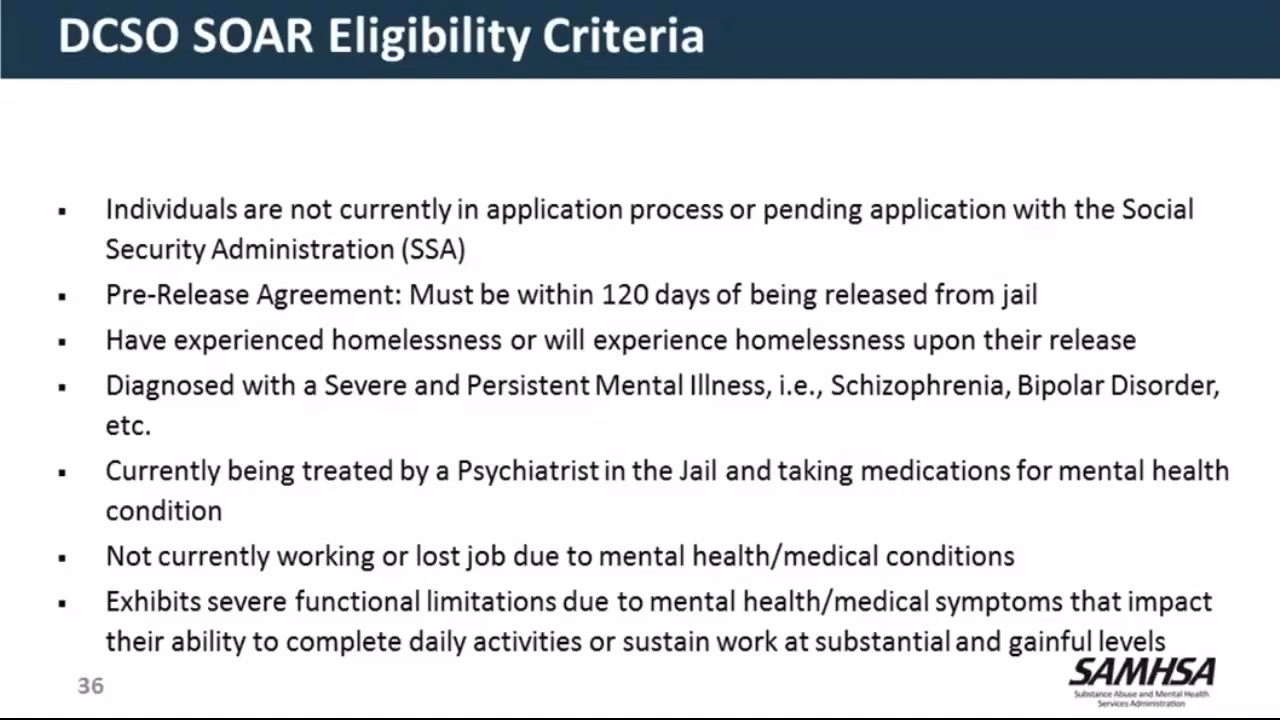 DCSO SOAR Eligibility Criteria
▪ Individuals are not currently in application process or pending application with the Social
Security Administration (SSA)
▪ Pre-Release Agreement: Must be within 120 days of being released from jail
▪ Have experienced homelessness or will experience homelessness upon their release
▪ Diagnosed with a Severe and Persistent Mental Illness, i.e., Schizophrenia, Bipolar Disorder,
etc.
▪ Currently being treated by a Psychiatrist in the Jail and taking medications for mental health
condition
▪ Not currently working or lost job due to mental health/medical conditions
▪ Exhibits severe functional limitations due to mental health/medical symptoms that impact
their ability to complete daily activities or sustain work at substantial and gainful levels
36
SAMHSA
Substance Abuse and Mental Health
Services Administration